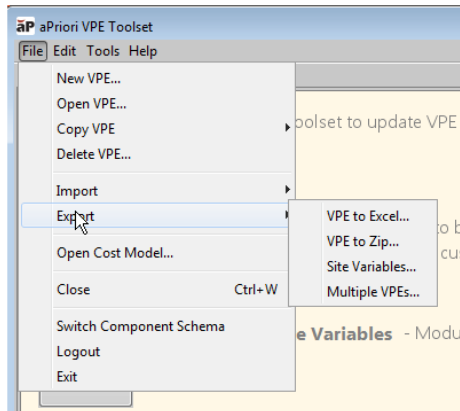 aP aPriori VPE Toolset
File Edit Tools Help
New VPE...
Open VPE...
Copy VPE
Delete VPE...
Import
Export
Open Cost Model...
Close Ctrl+W
Switch Component Schema
Logout
Exit
VPE to Excel...
VPE to Zip...
Site Variables...
Multiple VPEs...
oolset to update VPE
o b
cu
e Variables - Modu